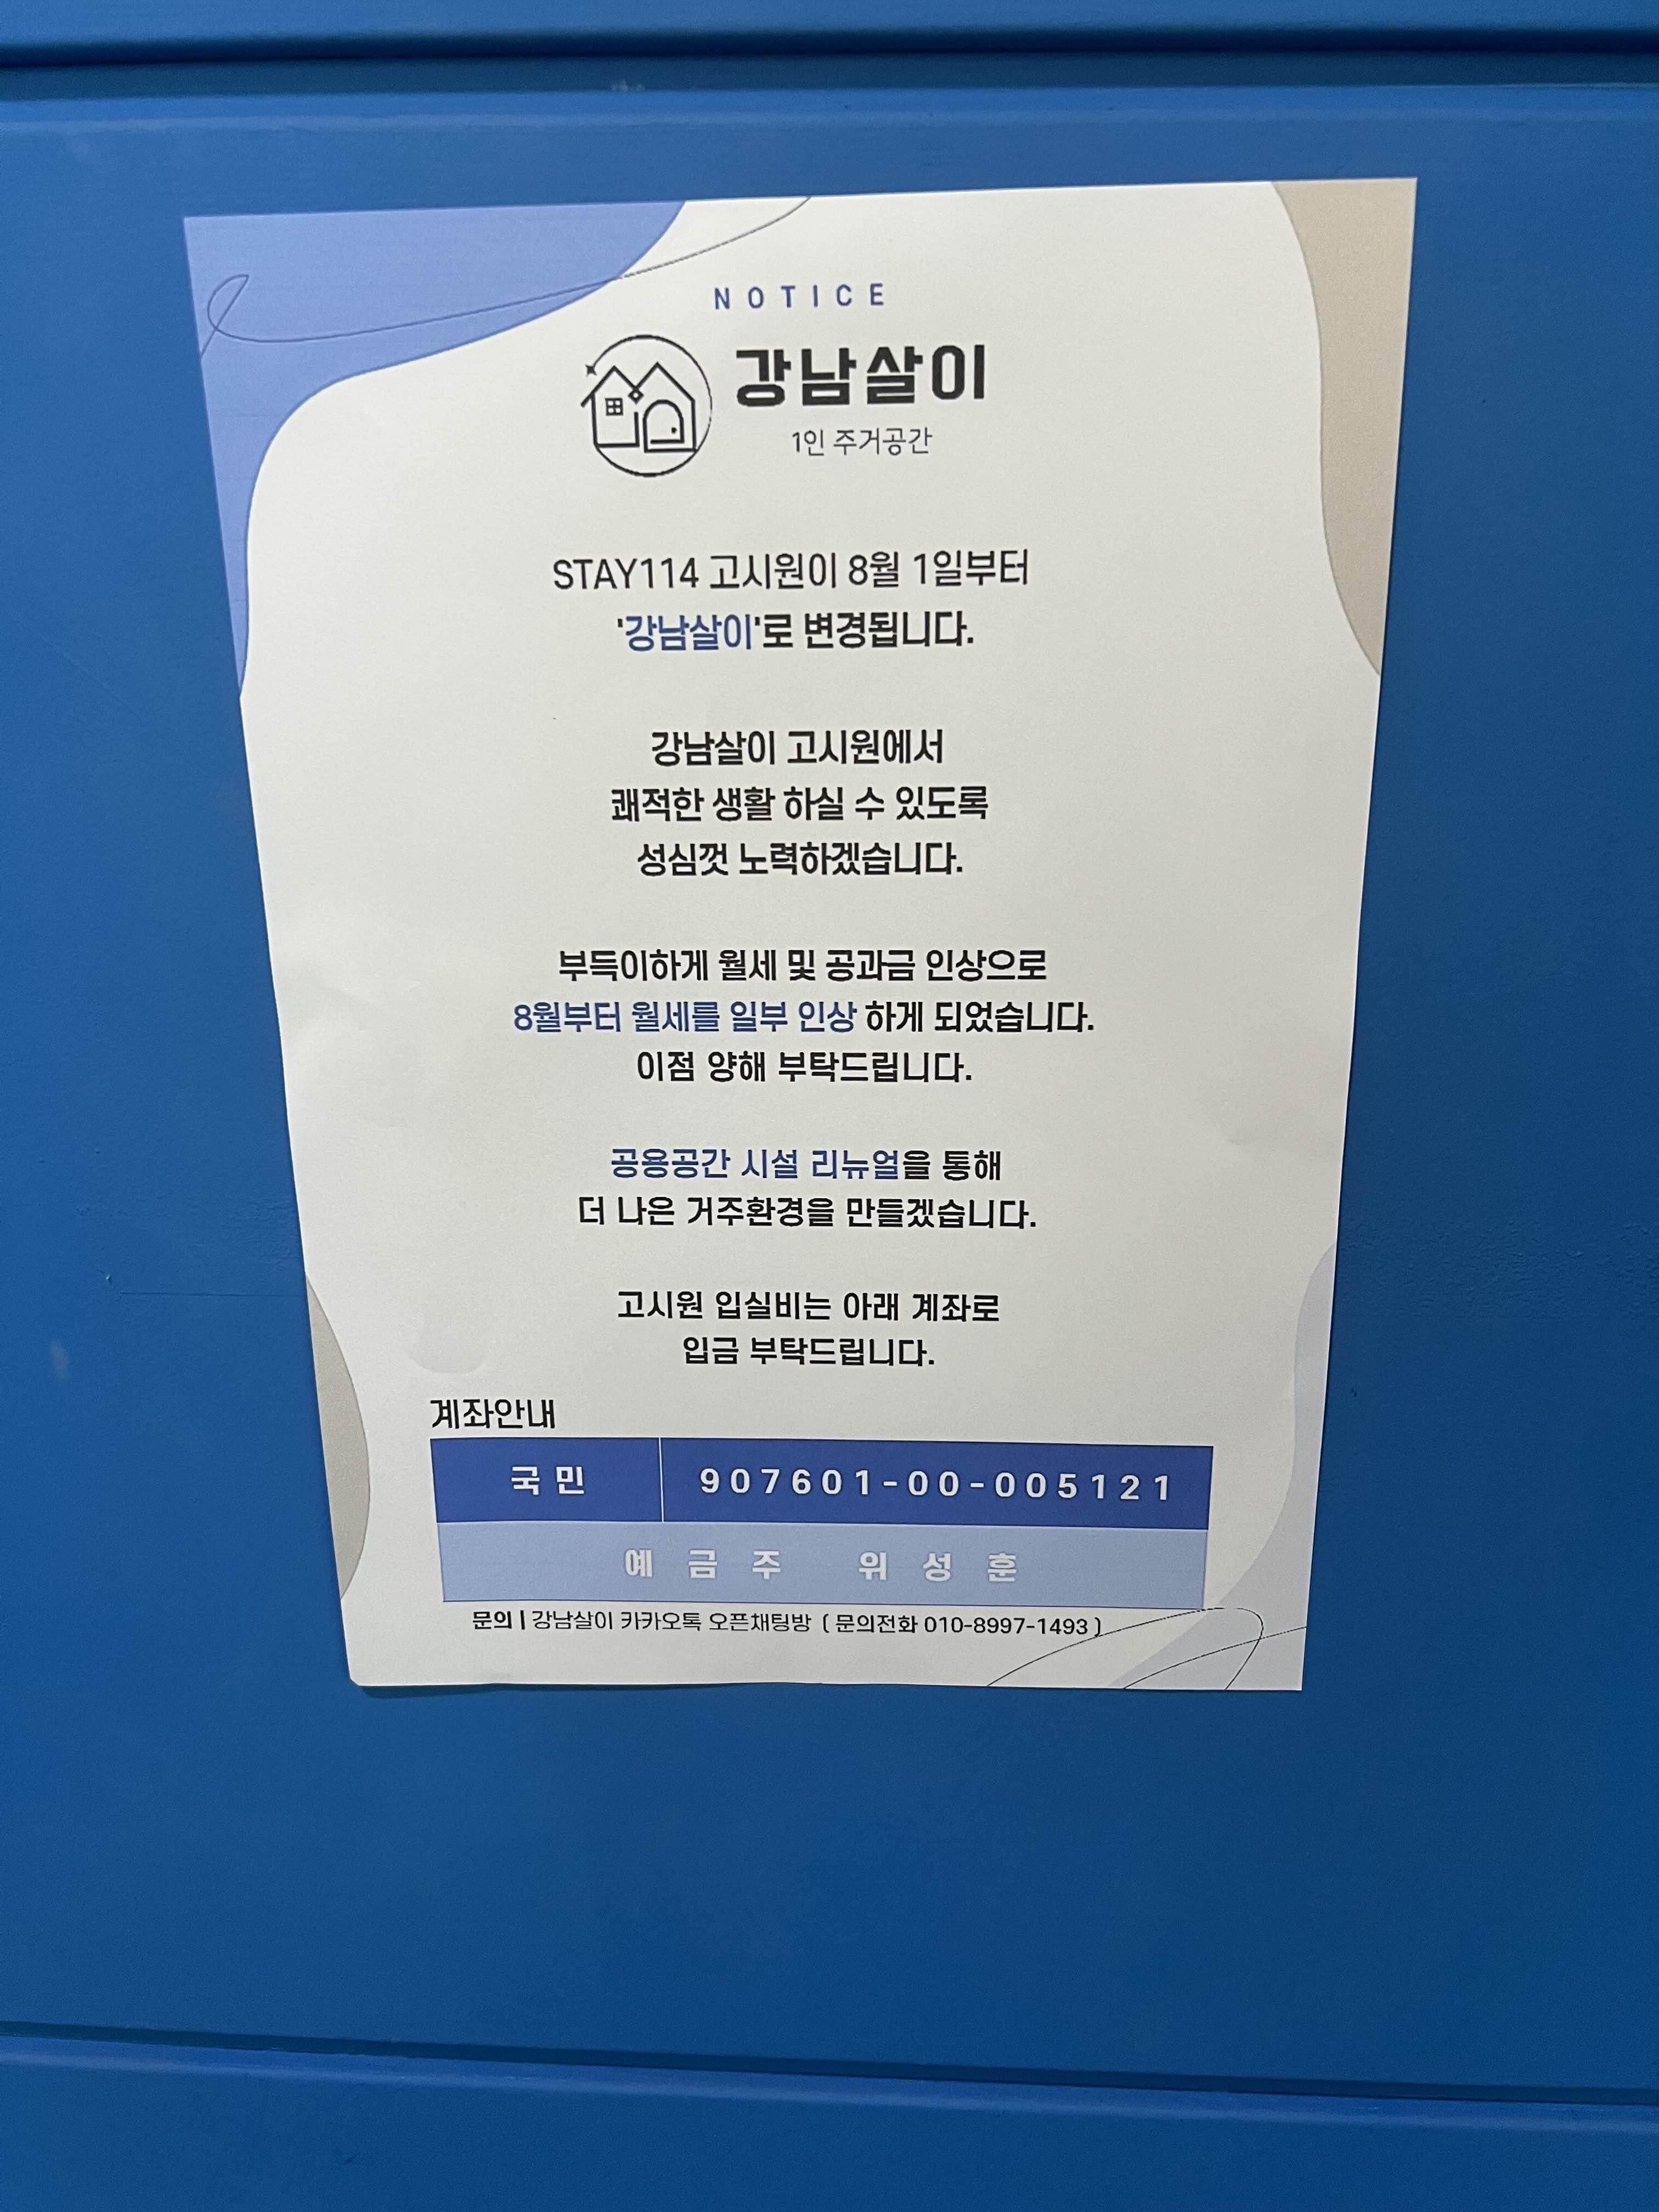 NOTICE
강남살이
1인 주거공간
STAY114 고시원이 8월 1일부터
'강남살이'로 변경됩니다.
강남살이 고시원에서
쾌적한 생활 하실 수 있도록
성심껏 노력하겠습니다.
부득이하게 월세 및 공과금 인상으로
8월부터 월세를 일부 인상 하게 되었습니다.
이점 양해 부탁드립니다.
공용공간 시설 리뉴얼을 통해
더 나은 거주환경을 만들겠습니다.
고시원 입실비는 아래 계좌로
입금 부탁드립니다.
계좌안내
국민 907601-00-005121
예금주 위성훈
문의 | 강남살이 카카오톡 오픈채팅방 ( 문의전화 010-8997-1493 )